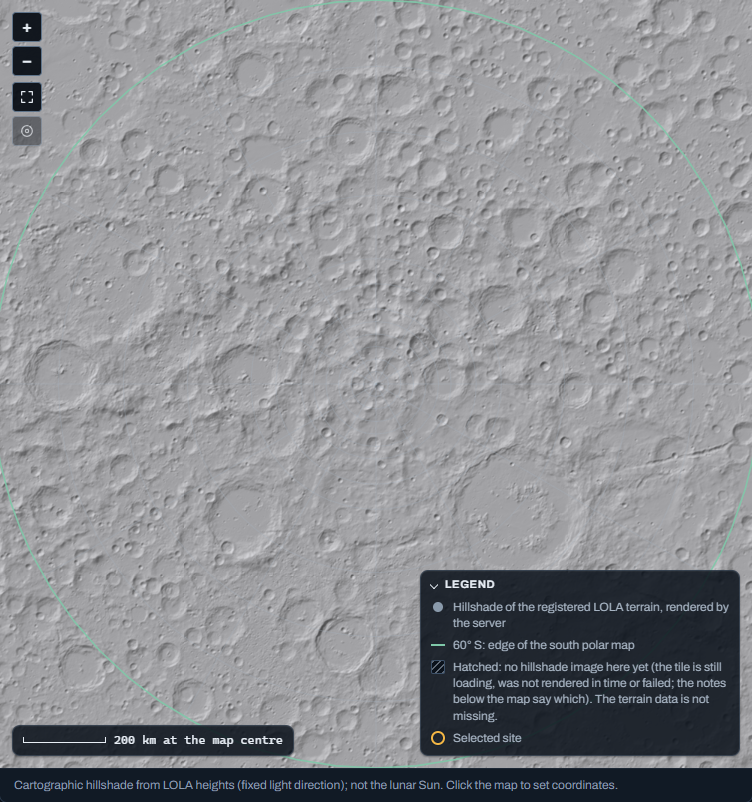 +
−
LEGEND
Hillshade of the registered LOLA terrain, rendered by
the server
60° S: edge of the south polar map
Hatched: no hillshade image here yet (the tile is still
loading, was not rendered in time or failed; the notes
below the map say which). The terrain data is not
missing.
Selected site
200 km at the map centre
Cartographic hillshade from LOLA heights (fixed light direction); not the lunar Sun. Click the map to set coordinates.